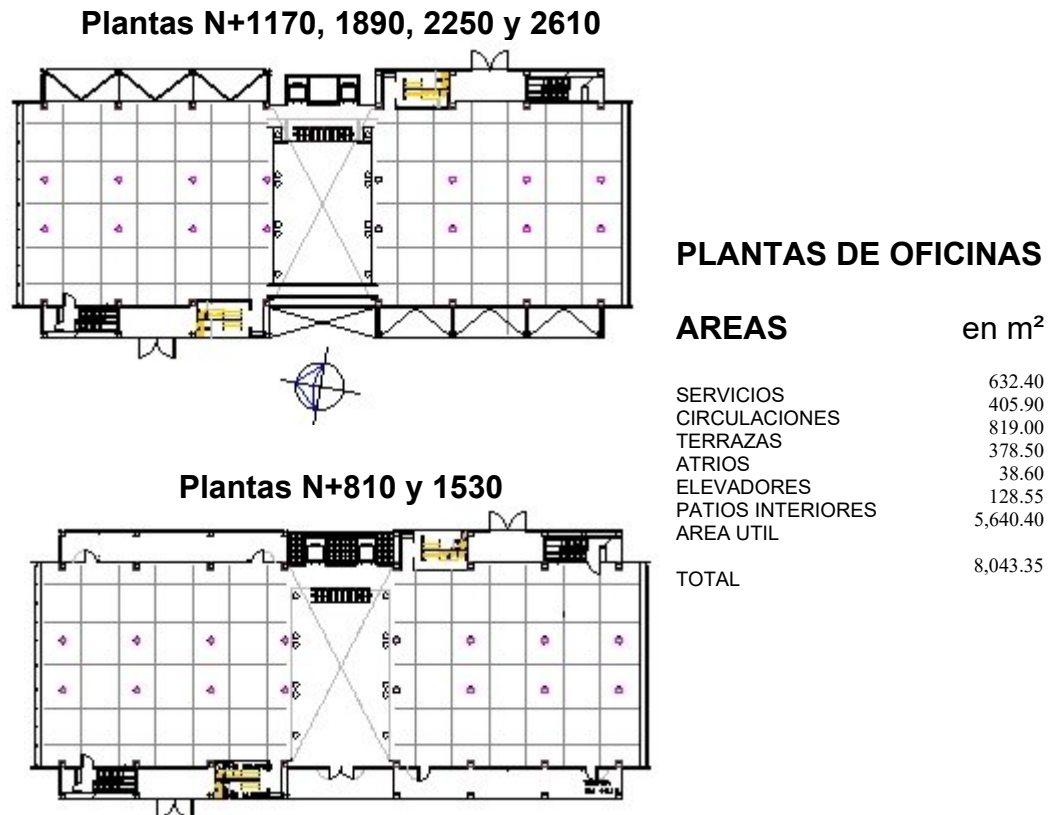 Plantas N+1170, 1890, 2250 y 2610
PLANTAS DE OFICINAS
AREAS en m²
SERVICIOS 632.40
CIRCULACIONES 405.90
TERRAZAS 819.00
ATRIOS 378.50
ELEVADORES 38.60
PATIOS INTERIORES 128.55
AREA UTIL 5,640.40
TOTAL 8,043.35
Plantas N+810 y 1530